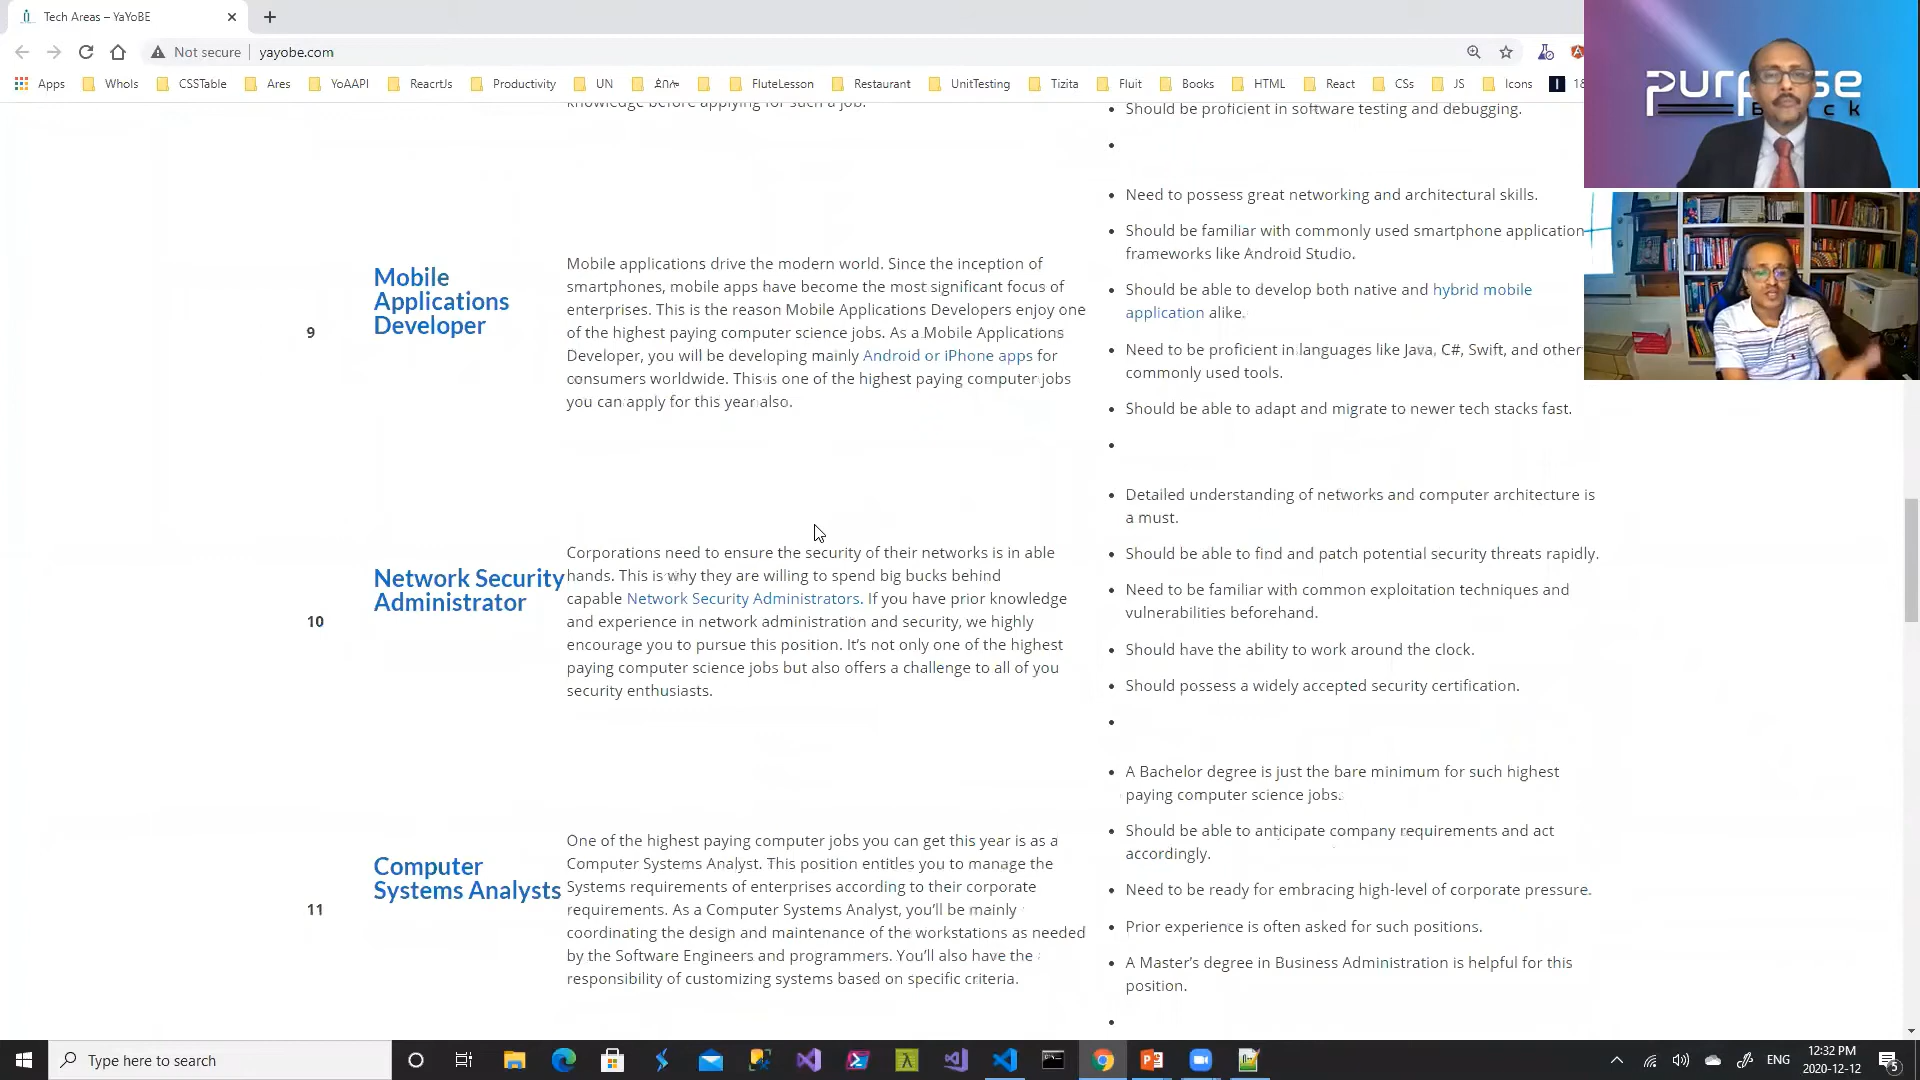 Tech Areas – YaYoBE
Not secure
yayobe.com
Apps
WhoIs
CSSTable
Ares
YoAAPI
ReacrtJs
Productivity
UN
FluteLesson
Restaurant
UnitTesting
Tizita
Fluit
Books
HTML
React
CSs
JS
Icons
knowledge before applying for such a job.
Should be proficient in software testing and debugging.
9
Mobile
Applications
Developer
Mobile applications drive the modern world. Since the inception of
smartphones, mobile apps have become the most significant focus of
enterprises. This is the reason Mobile Applications Developers enjoy one
of the highest paying computer science jobs. As a Mobile Applications
Developer, you will be developing mainly Android or iPhone apps for
consumers worldwide. This is one of the highest paying computer jobs
you can apply for this year also.
Need to possess great networking and architectural skills.
Should be familiar with commonly used smartphone application
frameworks like Android Studio.
Should be able to develop both native and hybrid mobile
application alike.
Need to be proficient in languages like Java, C#, Swift, and other
commonly used tools.
Should be able to adapt and migrate to newer tech stacks fast.
10
Network Security
Administrator
Corporations need to ensure the security of their networks is in able
hands. This is why they are willing to spend big bucks behind
capable Network Security Administrators. If you have prior knowledge
and experience in network administration and security, we highly
encourage you to pursue this position. It's not only one of the highest
paying computer science jobs but also offers a challenge to all of you
security enthusiasts.
Detailed understanding of networks and computer architecture is
a must.
Should be able to find and patch potential security threats rapidly.
Need to be familiar with common exploitation techniques and
vulnerabilities beforehand.
Should have the ability to work around the clock.
Should possess a widely accepted security certification.
11
Computer
Systems Analysts
One of the highest paying computer jobs you can get this year is as a
Computer Systems Analyst. This position entitles you to manage the
Systems requirements of enterprises according to their corporate
requirements. As a Computer Systems Analyst, you'll be mainly
coordinating the design and maintenance of the workstations as needed
by the Software Engineers and programmers. You'll also have the
responsibility of customizing systems based on specific criteria.
A Bachelor degree is just the bare minimum for such highest
paying computer science jobs.
Should be able to anticipate company requirements and act
accordingly.
Need to be ready for embracing high-level of corporate pressure.
Prior experience is often asked for such positions.
A Master's degree in Business Administration is helpful for this
position.
Type here to search
ENG
12:32 PM
2020-12-12
5